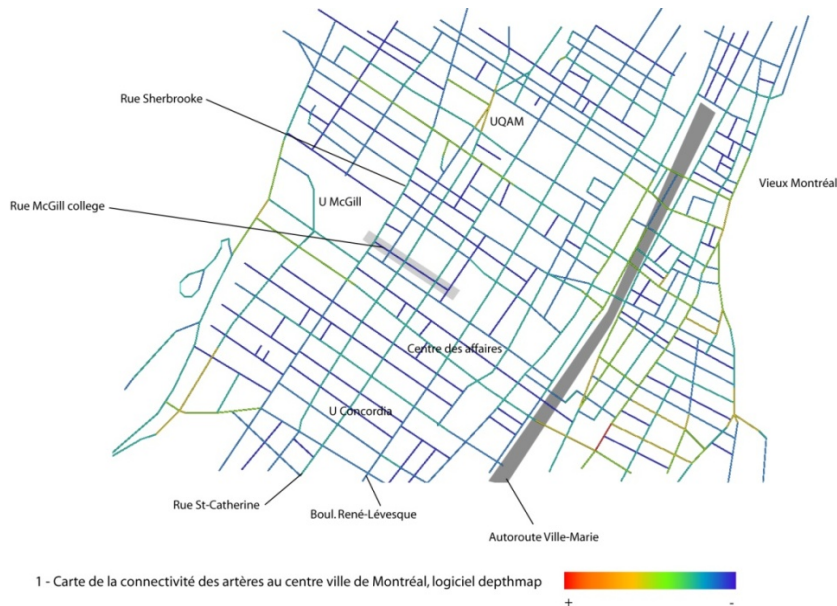 Rue Sherbrooke
UQAM
Vieux Montréal
U McGill
Rue McGill college
Centre des affaires
U Concordia
Rue St-Catherine
Boul. René-Lévesque
Autoroute Ville-Marie
1 - Carte de la connectivité des artères au centre ville de Montréal, logiciel depthmap
+ -